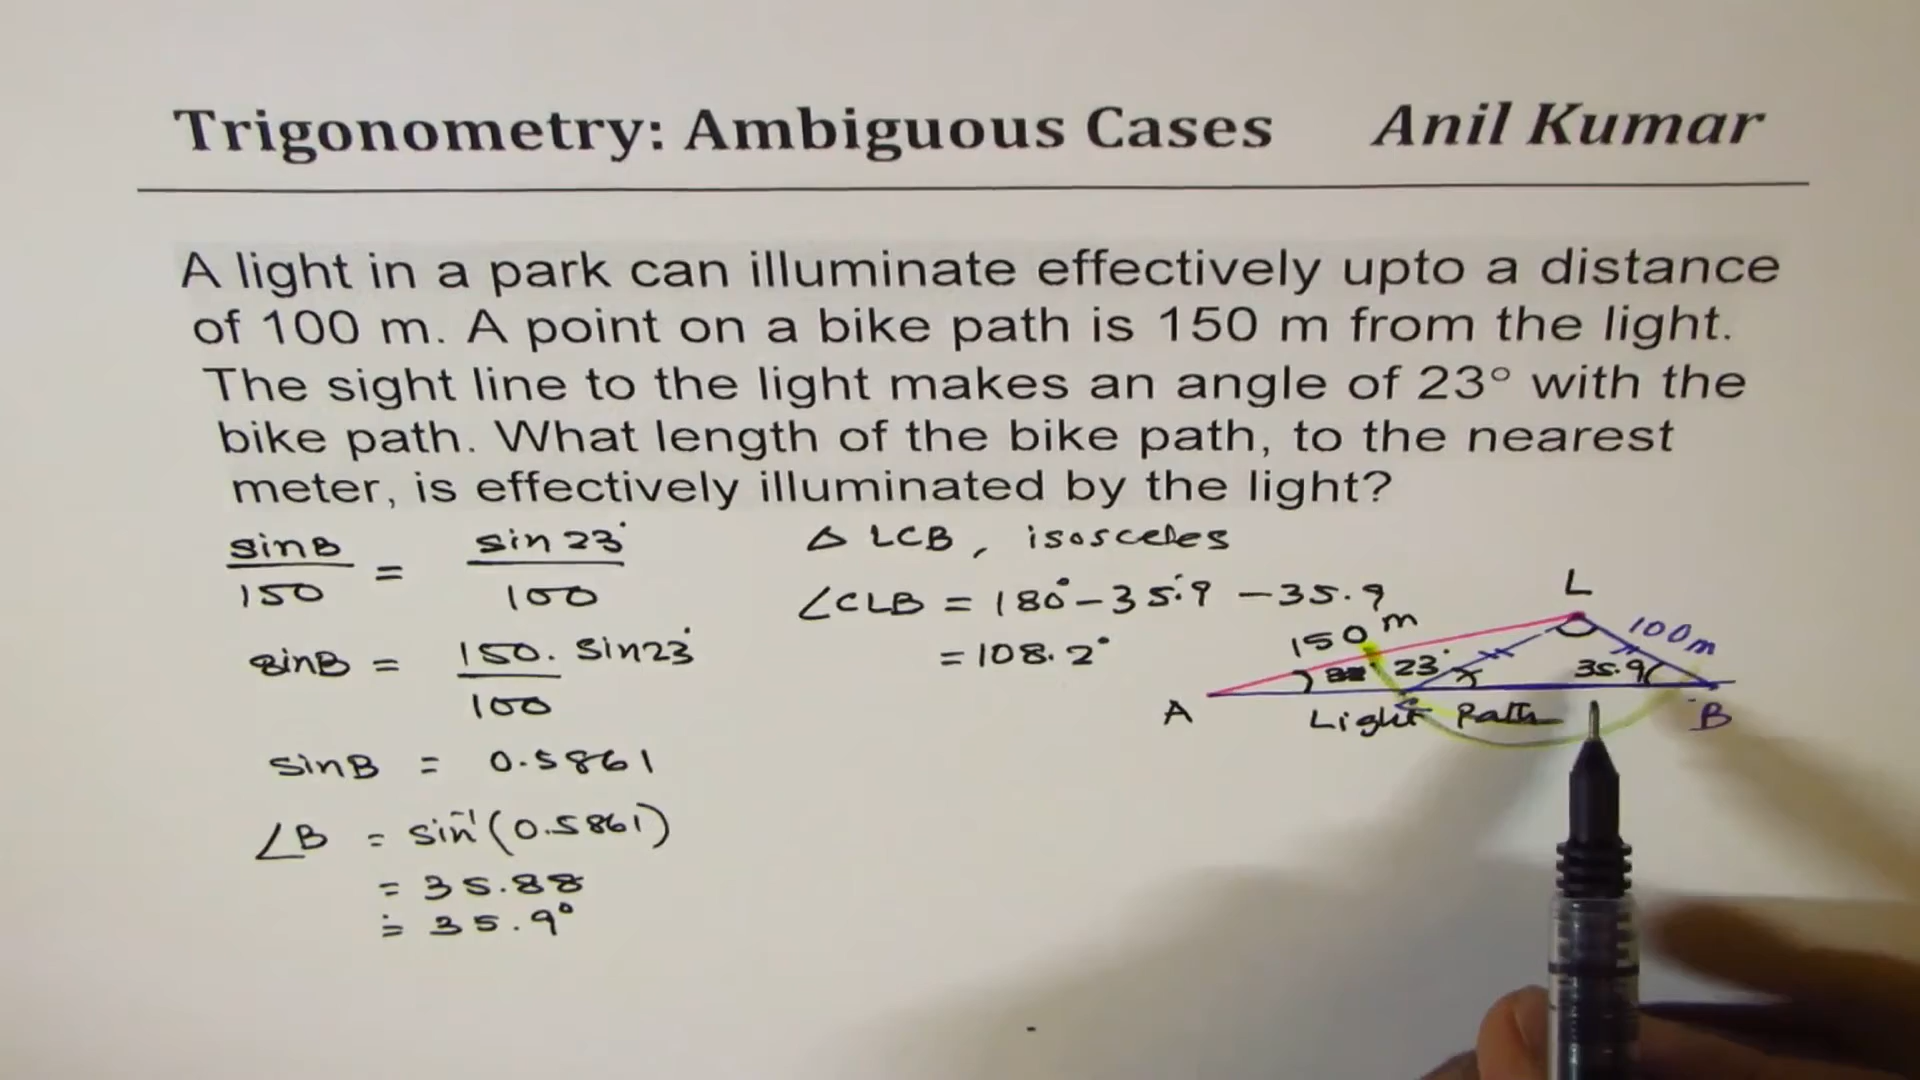 Trigonometry: Ambiguous Cases Anil Kumar
A light in a park can illuminate effectively upto a distance
of 100 m. A point on a bike path is 150 m from the light.
The sight line to the light makes an angle of 23° with the
bike path. What length of the bike path, to the nearest
meter, is effectively illuminated by the light?
sinB/150 = sin23°/100
sinB = 150. sin23°/100
sinB = 0.5861
∠B = sin⁻¹(0.5861)
= 35.88
≐ 35.9°
Δ LCB, isosceles
∠CLB = 180° - 35.9 - 35.9
= 108.2°
L
150 m
100m
23°
35.9
A
Light Path
B